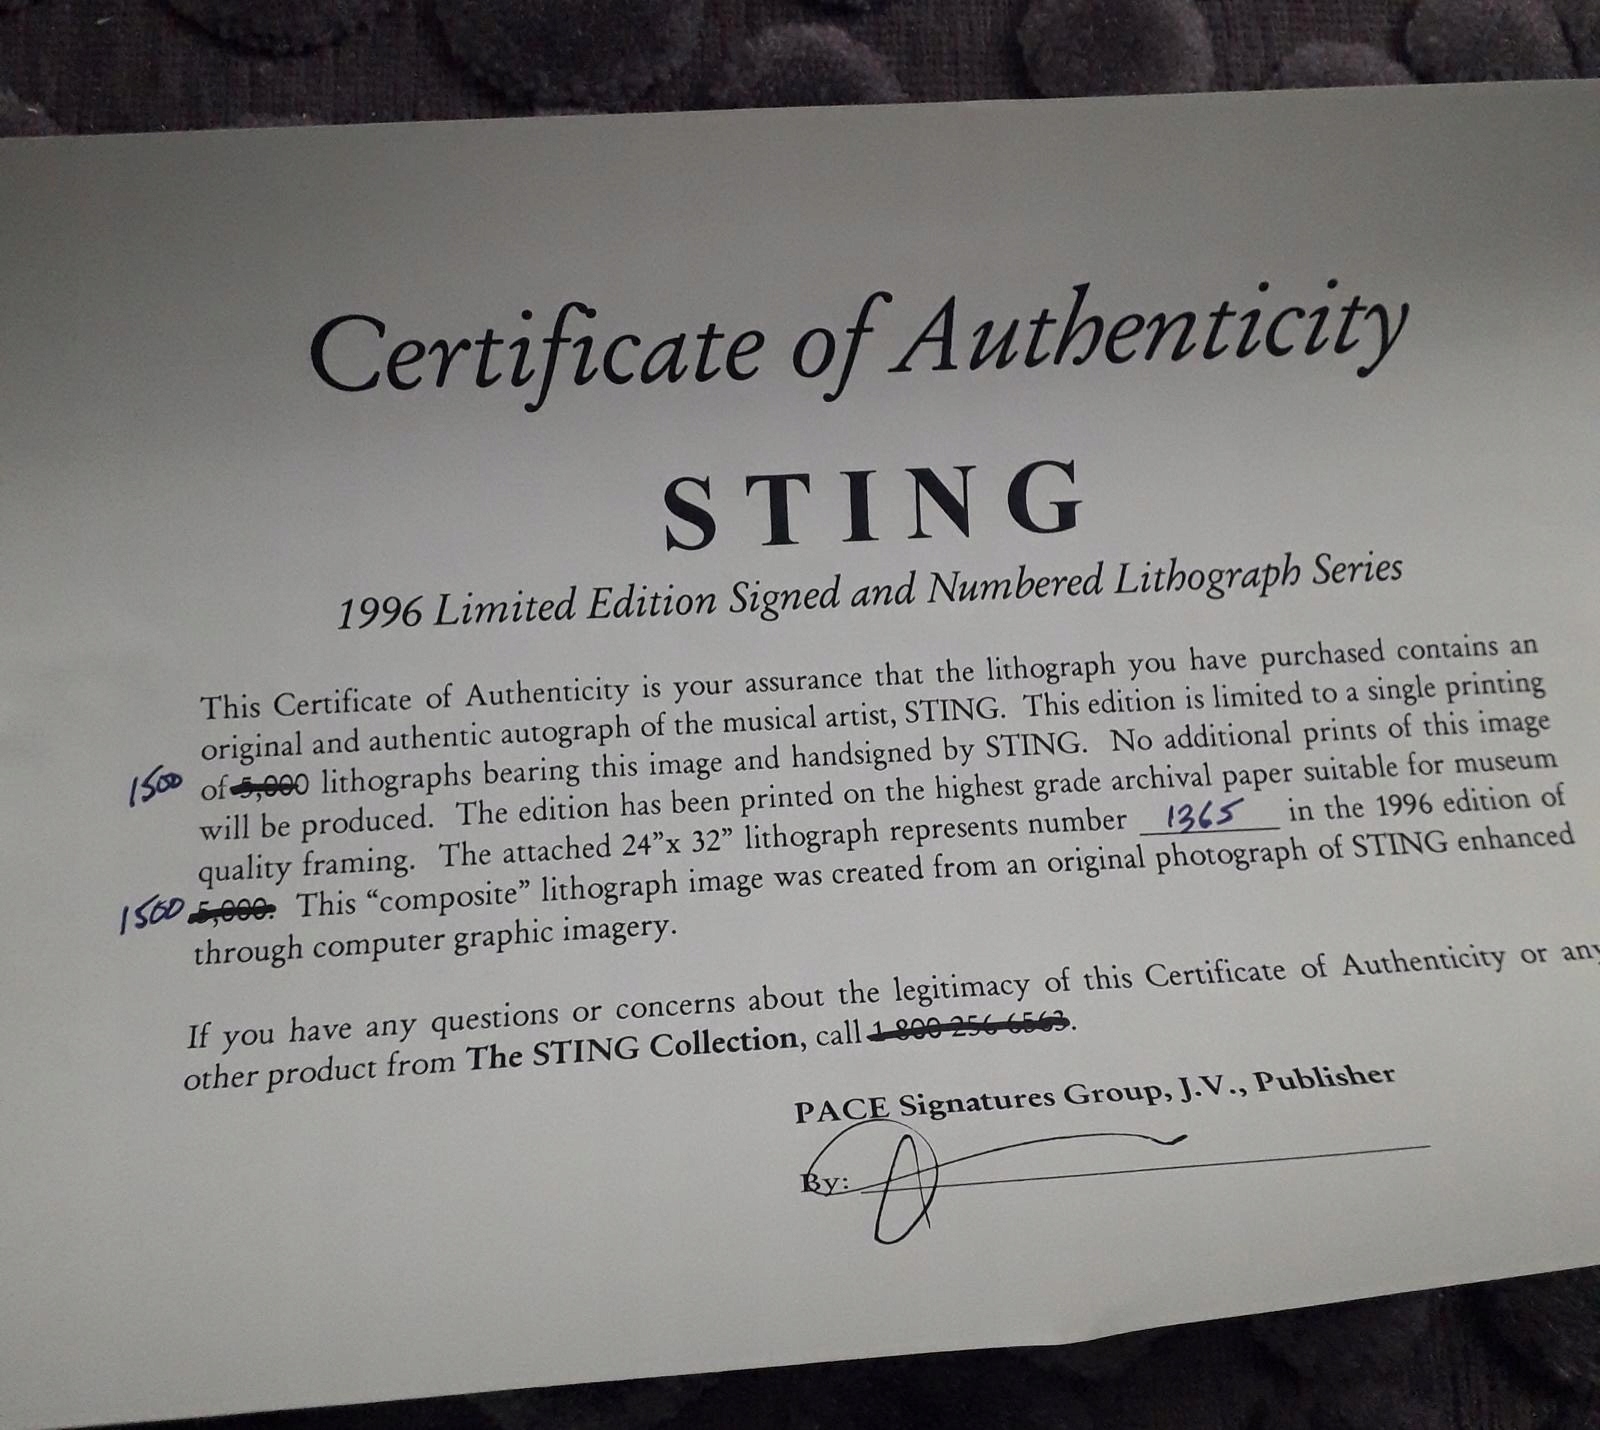 Certificate of Authenticity
STING
1996 Limited Edition Signed and Numbered Lithograph Series
This Certificate of Authenticity is your assurance that the lithograph you have purchased contains an
original and authentic autograph of the musical artist, STING. This edition is limited to a single printing
1500 of 5,000 lithographs bearing this image and handsigned by STING. No additional prints of this image
will be produced. The edition has been printed on the highest grade archival paper suitable for museum
quality framing. The attached 24”x 32” lithograph represents number 1365 in the 1996 edition of
1500 5,000. This “composite” lithograph image was created from an original photograph of STING enhanced
through computer graphic imagery.
If you have any questions or concerns about the legitimacy of this Certificate of Authenticity or any
other product from The STING Collection, call 1-800-256-6563.
PACE Signatures Group, J.V., Publisher
By: